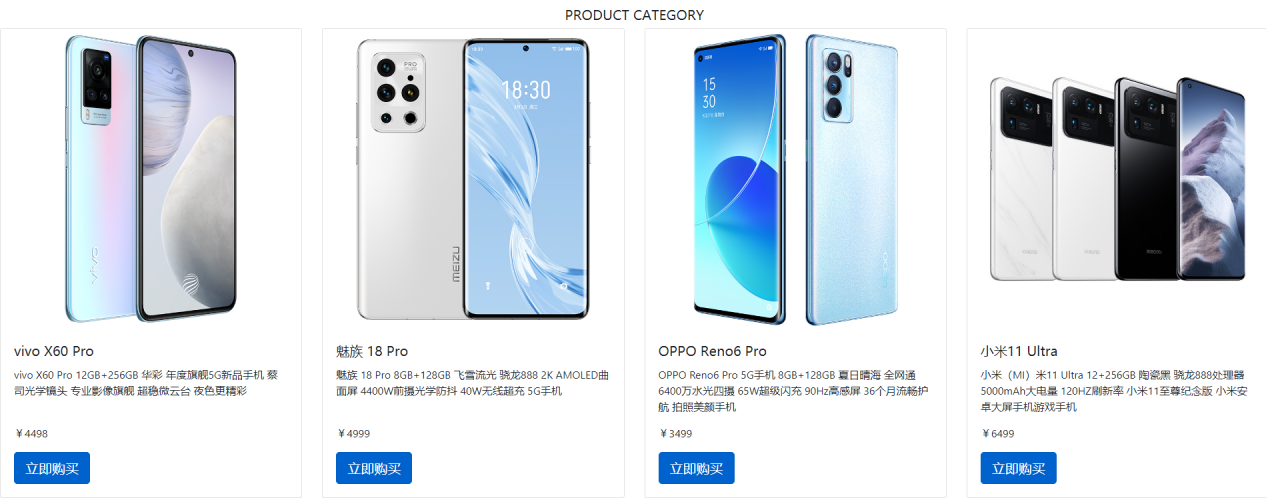 PRODUCT CATEGORY
vivo
vivo X60 Pro
vivo X60 Pro 12GB+256GB 华彩 年度旗舰5G新品手机 蔡
司光学镜头 专业影像旗舰 超稳微云台 夜色更精彩
￥4498
立即购买
PRO
MEIZU
18:30
魅族 18 Pro
魅族 18 Pro 8GB+128GB 飞雪流光 骁龙888 2K AMOLED曲
面屏 4400W前摄光学防抖 40W无线超充 5G手机
￥4999
立即购买
15
30
OPPO Reno6 Pro
OPPO Reno6 Pro 5G手机 8GB+128GB 夏日晴海 全网通
6400万水光四摄 65W超级闪充 90Hz高感屏 36个月流畅护
航 拍照美颜手机
￥3499
立即购买
小米11 Ultra
小米（MI）米11 Ultra 12+256GB 陶瓷黑 骁龙888处理器
5000mAh大电量 120HZ刷新率 小米11至尊纪念版 小米安
卓大屏手机游戏手机
￥6499
立即购买